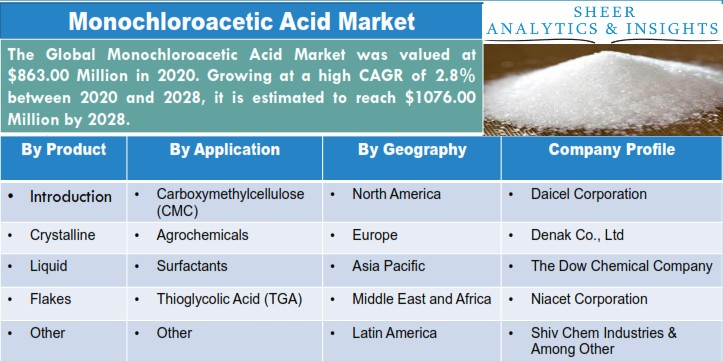 Monochloroacetic Acid Market
SHEER
ANALYTICS & INSIGHTS
The Global Monochloroacetic Acid Market was valued at
$863.00 Million in 2020. Growing at a high CAGR of 2.8%
between 2020 and 2028, it is estimated to reach $1076.00
Million by 2028.
By Product By Application By Geography Company Profile
• Introduction • Carboxymethylcellulose • North America • Daicel Corporation
(CMC)
• Crystalline • Agrochemicals • Europe • Denak Co., Ltd
• Liquid • Surfactants • Asia Pacific • The Dow Chemical Company
• Flakes • Thioglycolic Acid (TGA) • Middle East and Africa • Niacet Corporation
• Other • Other • Latin America • Shiv Chem Industries &
Among Other